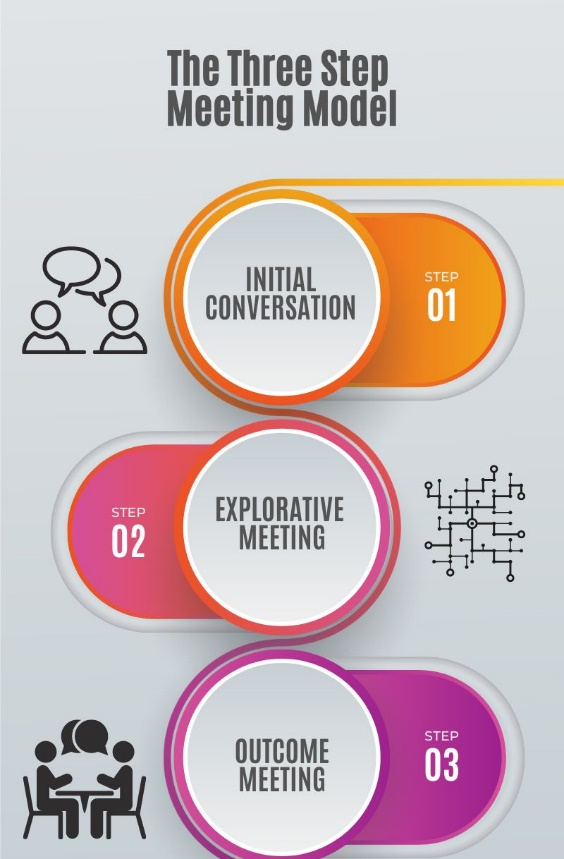 The Three Step
Meeting Model
INITIAL
CONVERSATION
STEP
01
STEP
02
EXPLORATIVE
MEETING
OUTCOME
MEETING
STEP
03